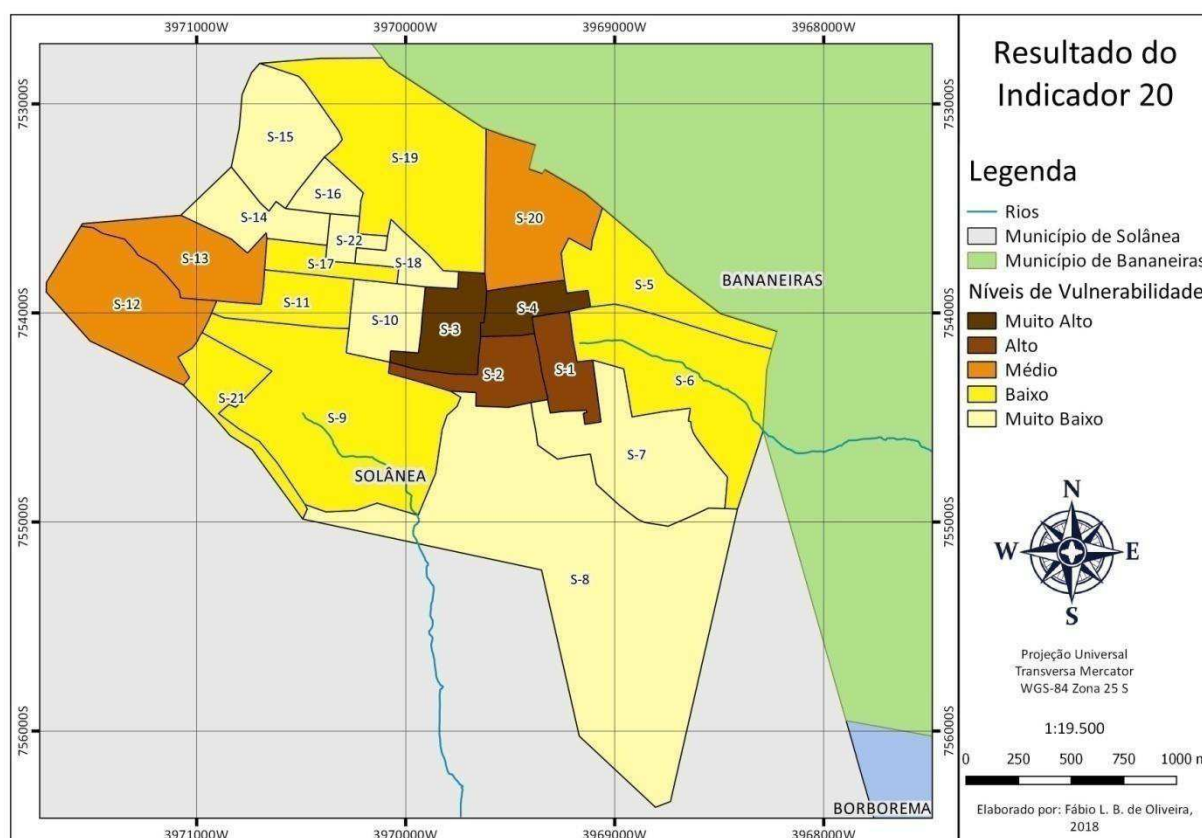 3971000W 3970000W 3969000W 3968000W
7530000S 7530000S
7540000S 7540000S
7550000S 7550000S
7560000S 7560000S
3971000W 3970000W 3969000W 3968000W
S-15
S-19
S-16
S-14
S-20
S-22
S-13
S-17
S-18
S-5
BANANEIRAS
S-12
S-11
S-10
S-3
S-4
S-2
S-1
S-6
S-21
S-9
S-7
SOLÂNEA
S-8
BORBOREMA
Resultado do
Indicador 20
Legenda
Rios
Município de Solânea
Município de Bananeiras
Níveis de Vulnerabilidade
Muito Alto
Alto
Médio
Baixo
Muito Baixo
N
W E
S
Projeção Universal
Transversa Mercator
WGS-84 Zona 25 S
1:19.500
0 250 500 750 1000 m
Elaborado por: Fábio L. B. de Oliveira,
2018